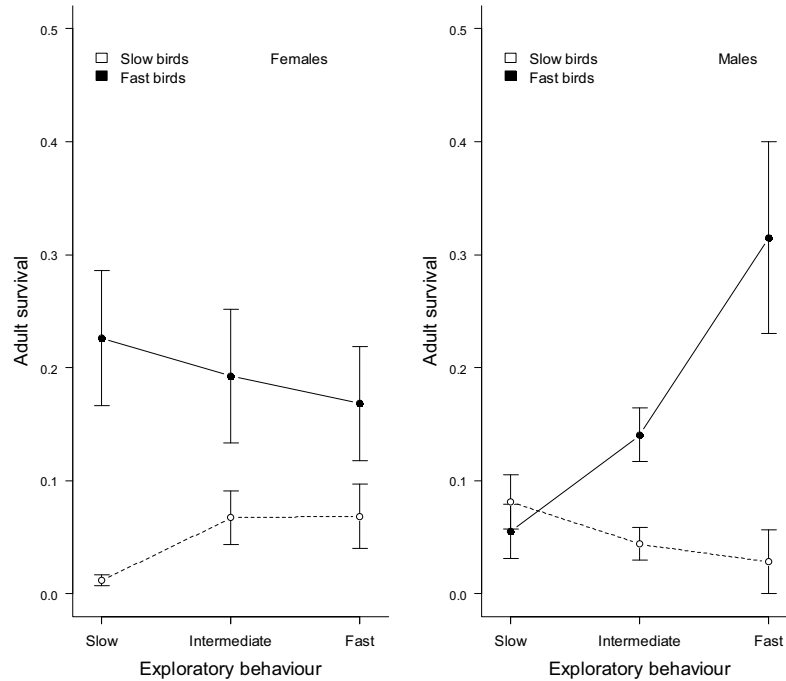 0.5
0.4
0.3
0.2
0.1
0.0
Adult survival
Slow birds
Fast birds
Females
Slow
Intermediate
Fast
Exploratory behaviour
0.5
0.4
0.3
0.2
0.1
0.0
Adult survival
Slow birds
Fast birds
Males
Slow
Intermediate
Fast
Exploratory behaviour